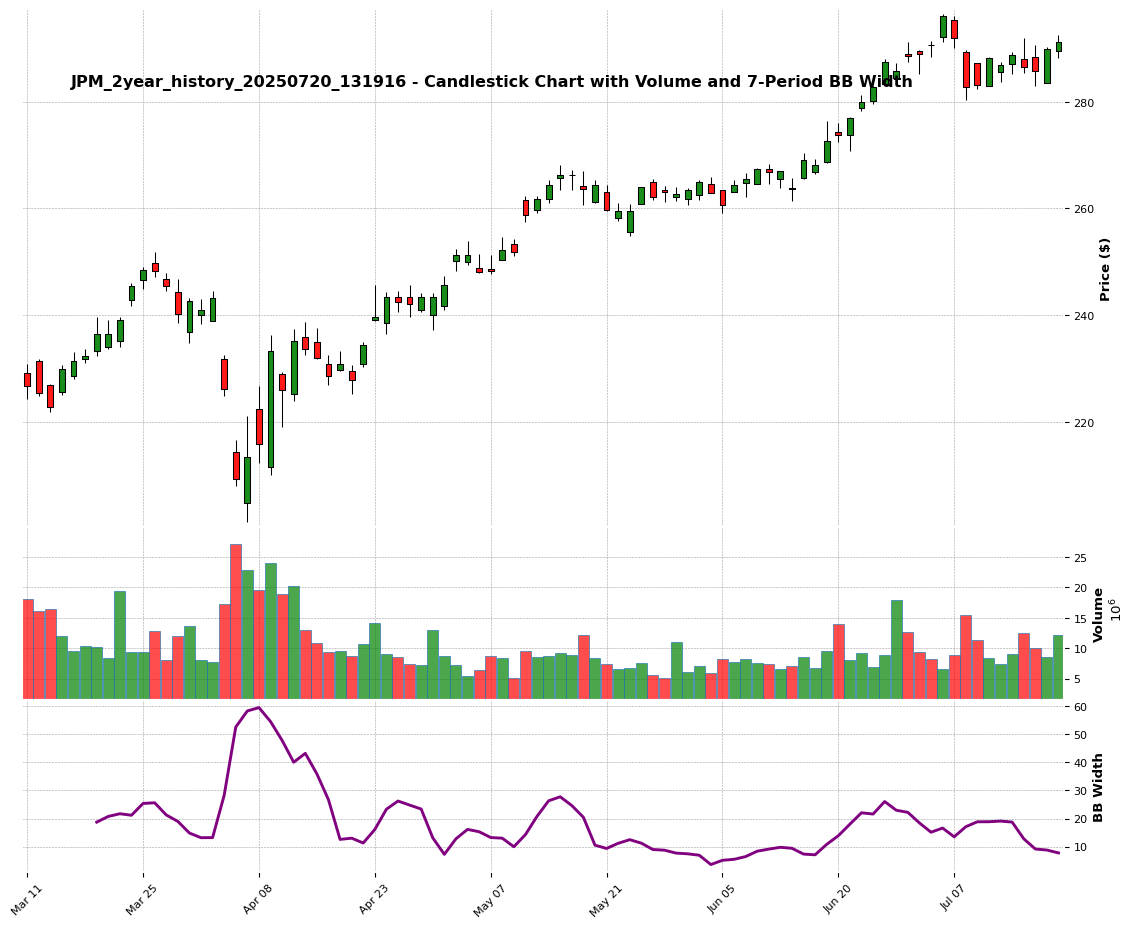 JPM_2year_history_20250720_131916 - Candlestick Chart with Volume and 7-Period BB Width
280
260
240
220
Price ($)
25
20
15
10
5
Volume
10^6
60
50
40
30
20
10
BB Width
Mar 11
Mar 25
Apr 08
Apr 23
May 07
May 21
Jun 05
Jun 20
Jul 07